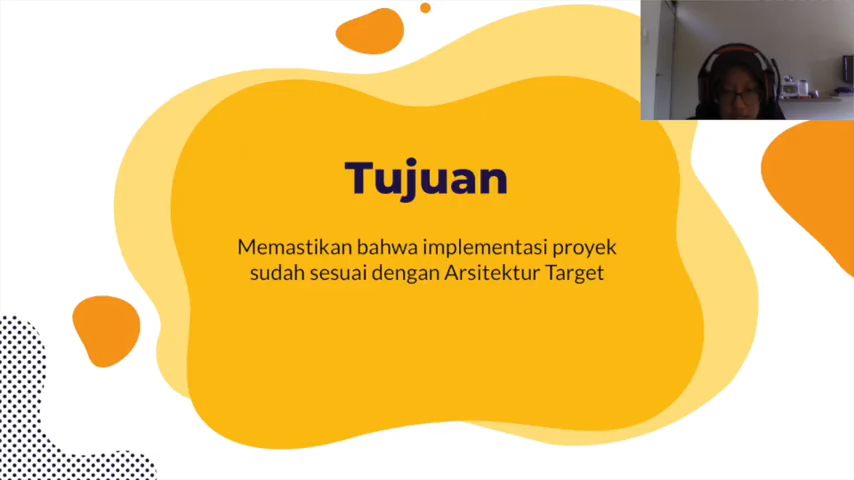 Tujuan
Memastikan bahwa implementasi proyek
sudah sesuai dengan Arsitektur Target